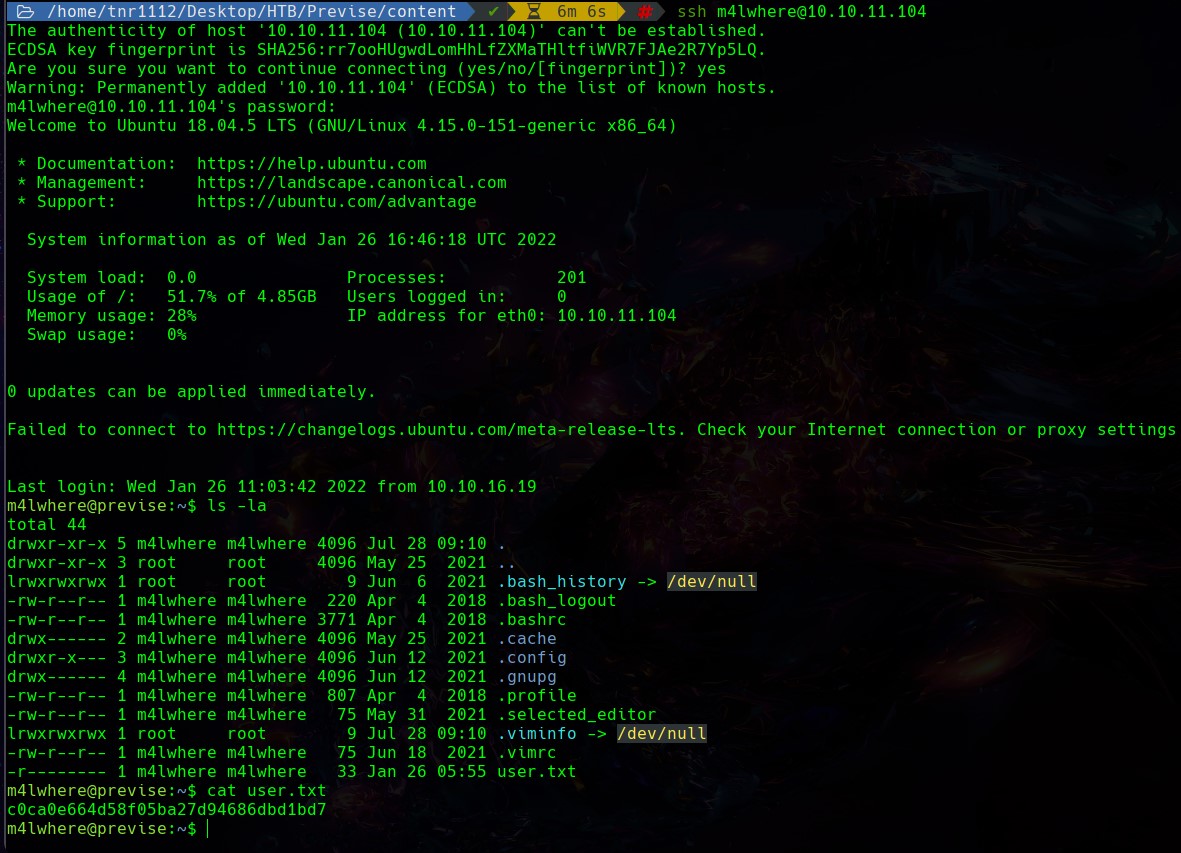 /home/tnr1112/Desktop/HTB/Previse/content ✔ 6m 6s # ssh m4lwhere@10.10.11.104
The authenticity of host '10.10.11.104 (10.10.11.104)' can't be established.
ECDSA key fingerprint is SHA256:rr7ooHUgwdLomHhLfZXMaTHltfiWVR7FJAe2R7Yp5LQ.
Are you sure you want to continue connecting (yes/no/[fingerprint])? yes
Warning: Permanently added '10.10.11.104' (ECDSA) to the list of known hosts.
m4lwhere@10.10.11.104's password:
Welcome to Ubuntu 18.04.5 LTS (GNU/Linux 4.15.0-151-generic x86_64)
* Documentation:  https://help.ubuntu.com
* Management:     https://landscape.canonical.com
* Support:        https://ubuntu.com/advantage
System information as of Wed Jan 26 16:46:18 UTC 2022
System load:  0.0                Processes:            201
Usage of /:   51.7% of 4.85GB   Users logged in:      0
Memory usage: 28%               IP address for eth0: 10.10.11.104
Swap usage:   0%
0 updates can be applied immediately.
Failed to connect to https://changelogs.ubuntu.com/meta-release-lts. Check your Internet connection or proxy settings
Last login: Wed Jan 26 11:03:42 2022 from 10.10.16.19
m4lwhere@previse:~$ ls -la
total 44
drwxr-xr-x 5 m4lwhere m4lwhere 4096 Jul 28 09:10 .
drwxr-xr-x 3 root     root     4096 May 25  2021 ..
lrwxrwxrwx 1 root     root        9 Jun  6  2021 .bash_history -> /dev/null
-rw-r--r-- 1 m4lwhere m4lwhere  220 Apr  4  2018 .bash_logout
-rw-r--r-- 1 m4lwhere m4lwhere 3771 Apr  4  2018 .bashrc
drwx------ 2 m4lwhere m4lwhere 4096 May 25  2021 .cache
drwxr-x--- 3 m4lwhere m4lwhere 4096 Jun 12  2021 .config
drwx------ 4 m4lwhere m4lwhere 4096 Jun 12  2021 .gnupg
-rw-r--r-- 1 m4lwhere m4lwhere  807 Apr  4  2018 .profile
-rw-r--r-- 1 m4lwhere m4lwhere   75 May 31  2021 .selected_editor
lrwxrwxrwx 1 root     root        9 Jul 28 09:10 .viminfo -> /dev/null
-rw-r--r-- 1 m4lwhere m4lwhere   75 Jun 18  2021 .vimrc
-r-------- 1 m4lwhere m4lwhere   33 Jan 26 05:55 user.txt
m4lwhere@previse:~$ cat user.txt
c0ca0e664d58f05ba27d94686dbd1bd7
m4lwhere@previse:~$